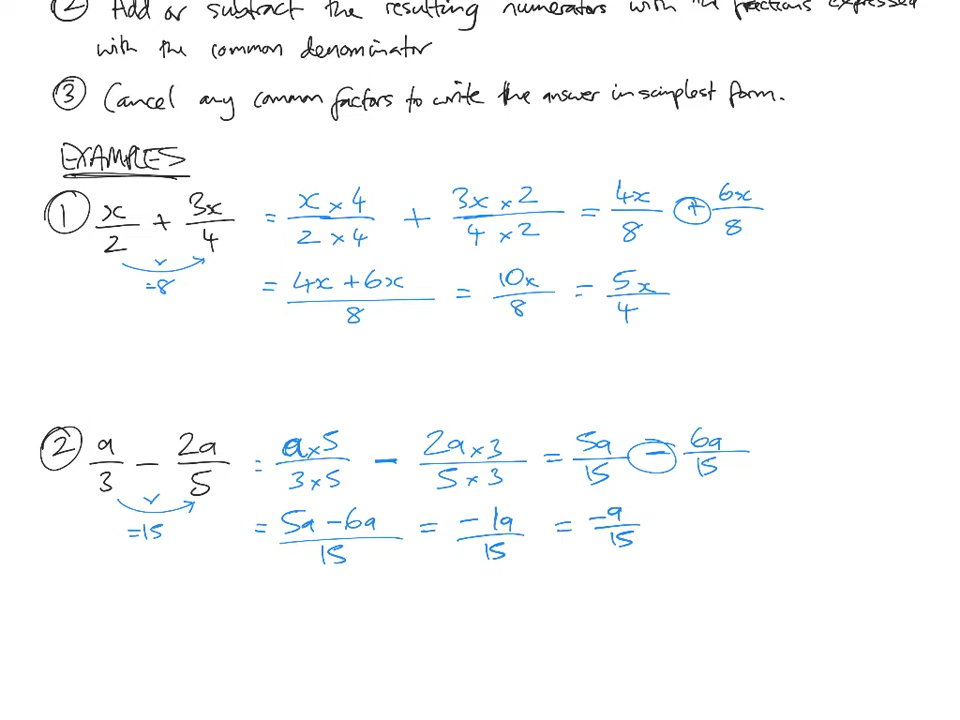 ② Add or subtract the resulting numerators with the fractions expressed
with the common denominator
③ Cancel any common factors to write the answer in simplest form.
EXAMPLES
① x/2 + 3x/4 = (x × 4)/(2 × 4) + (3x × 2)/(4 × 2) = 4x/8 + 6x/8
=8
= (4x + 6x)/8 = 10x/8 = 5x/4
② a/3 − 2a/5 = (a × 5)/(3 × 5) − (2a × 3)/(5 × 3) = 5a/15 − 6a/15
=15
= (5a − 6a)/15 = −1a/15 = −a/15